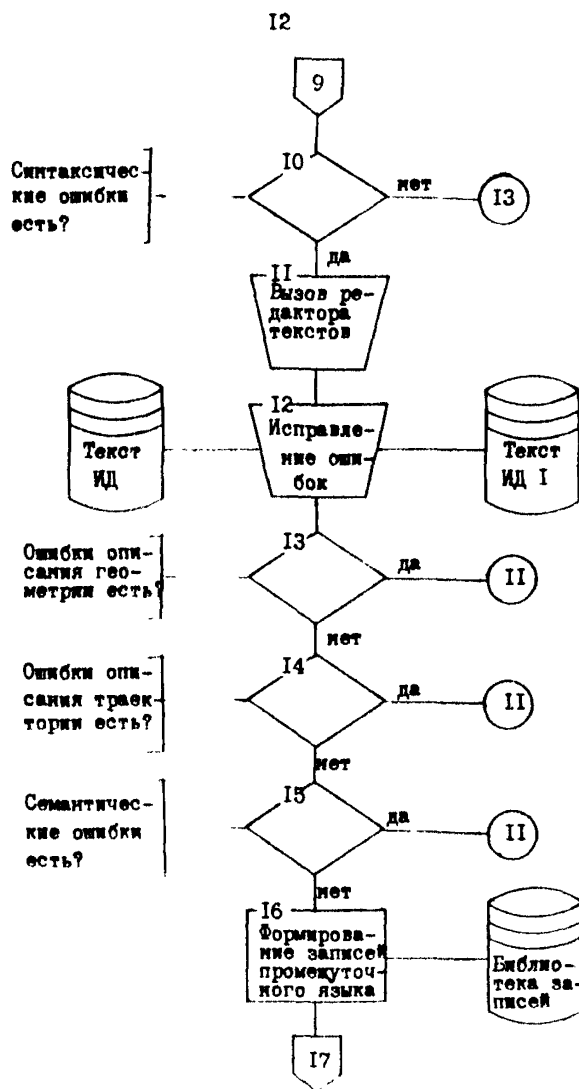 I2
9
I0
Синтаксичес-
кие ошибки
есть?
нет
I3
да
II
Вызов ре-
дактора
текстов
I2
Исправле-
ние оши-
бок
Текст
ИД
Текст
ИД I
I3
Ошибки опи-
сания гео-
метрии есть?
да
II
нет
I4
Ошибки опи-
сания траек-
тории есть?
да
II
нет
I5
Семантичес-
кие ошибки
есть?
да
II
нет
I6
Формирова-
ние записей
промежуточ-
ного языка
Библио-
тека за-
писей
I7